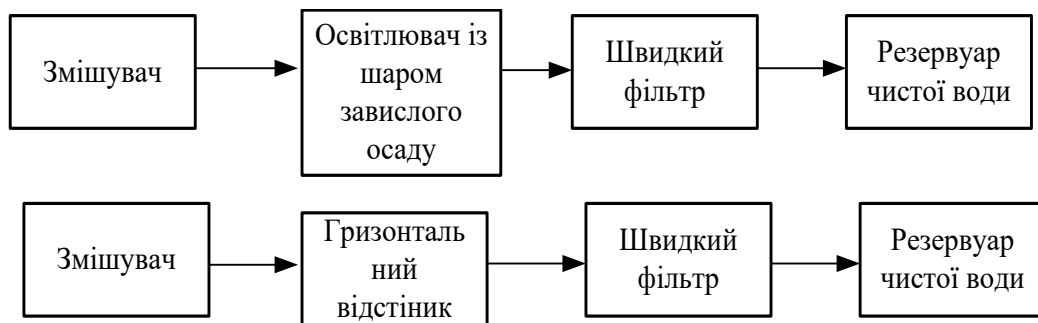 Змішувач
Освітлювач із
шаром
завислого
осаду
Швидкий
фільтр
Резервуар
чистої води
Змішувач
Гризонталь
ний
відстіник
Швидкий
фільтр
Резервуар
чистої води